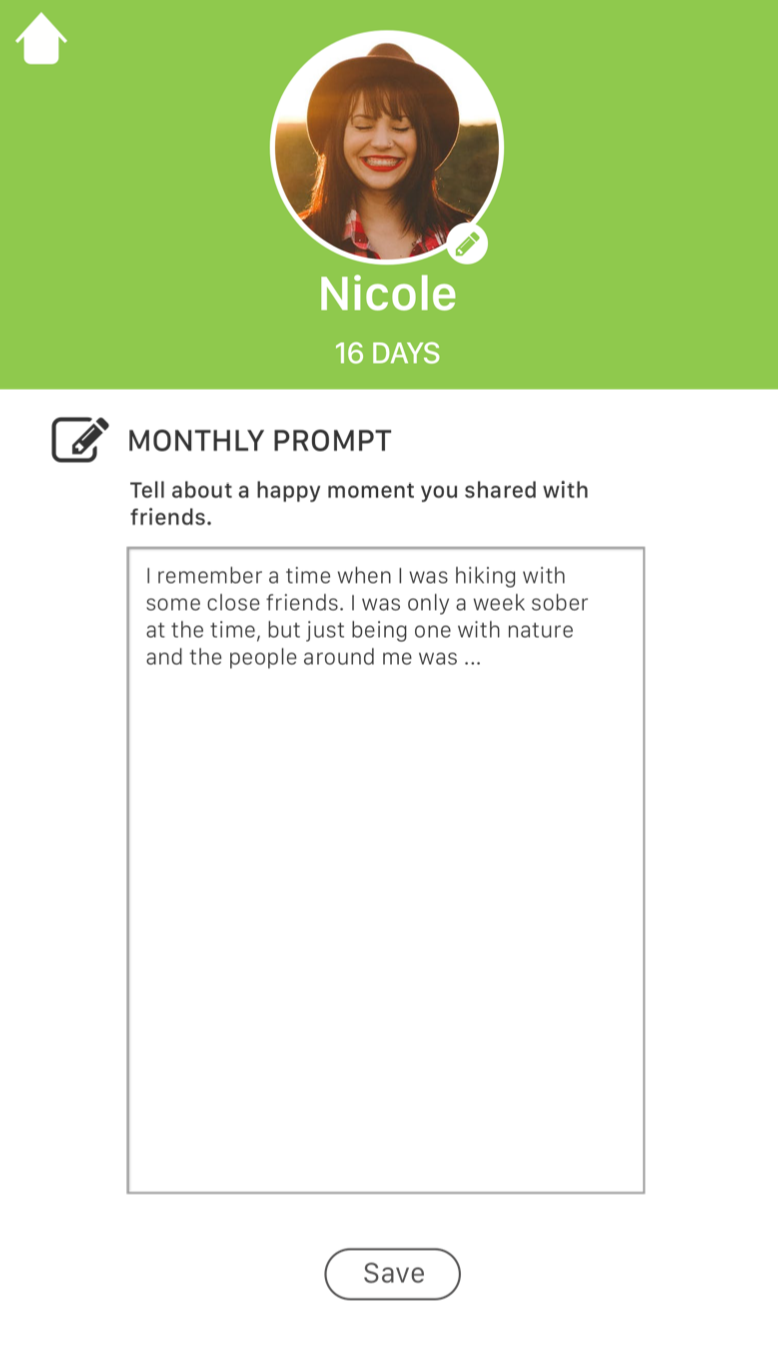 Nicole
16 DAYS
MONTHLY PROMPT
Tell about a happy moment you shared with
friends.
I remember a time when I was hiking with
some close friends. I was only a week sober
at the time, but just being one with nature
and the people around me was ...
Save